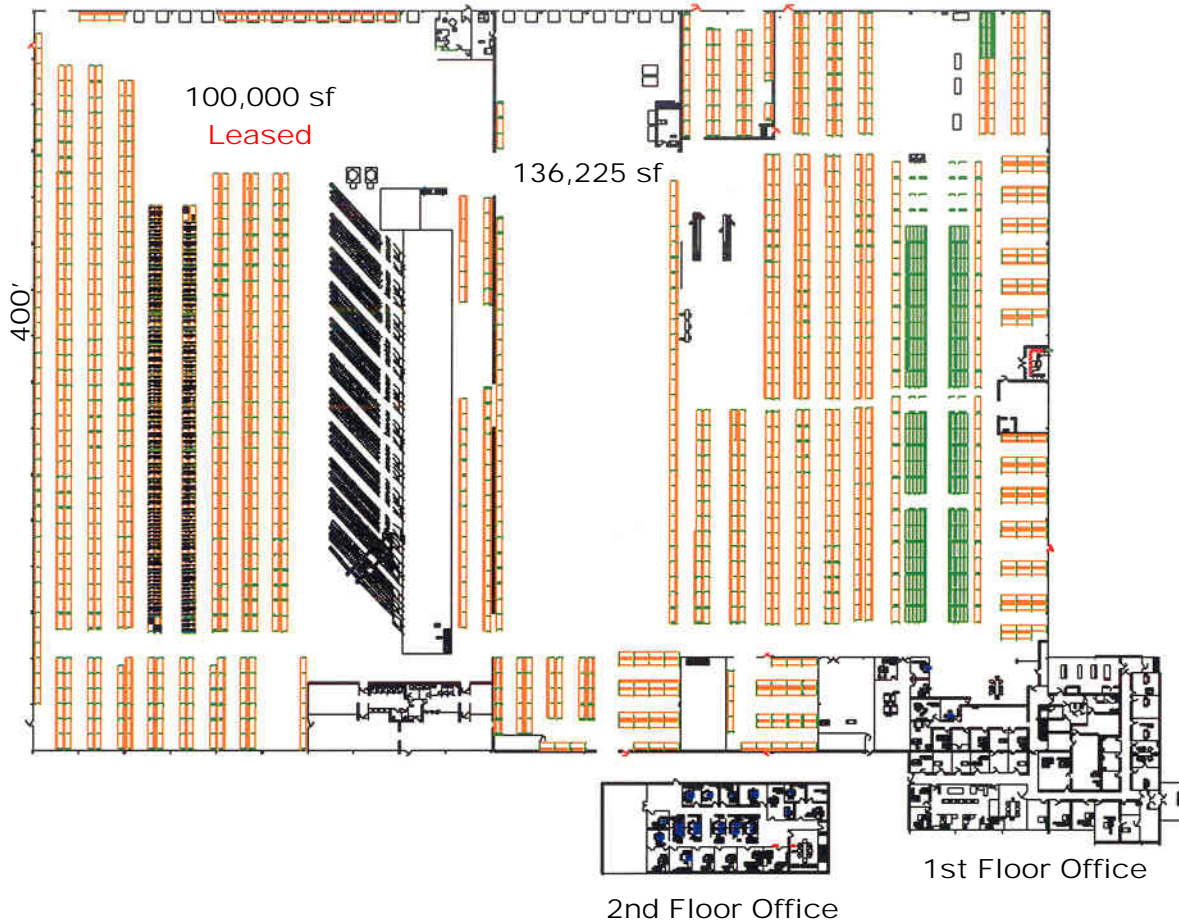 100,000 sf
Leased
136,225 sf
400'
1st Floor Office
2nd Floor Office